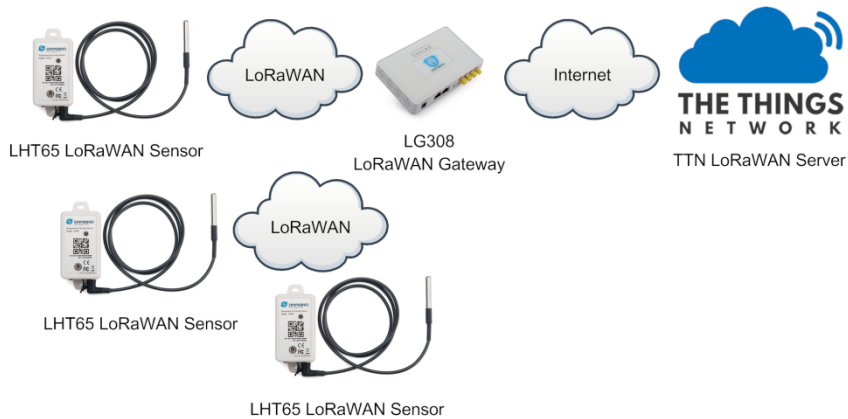 LoRaWAN
Internet
THE THINGS
NETWORK
LHT65 LoRaWAN Sensor
LG308
LoRaWAN Gateway
TTN LoRaWAN Server
LoRaWAN
LHT65 LoRaWAN Sensor
LHT65 LoRaWAN Sensor